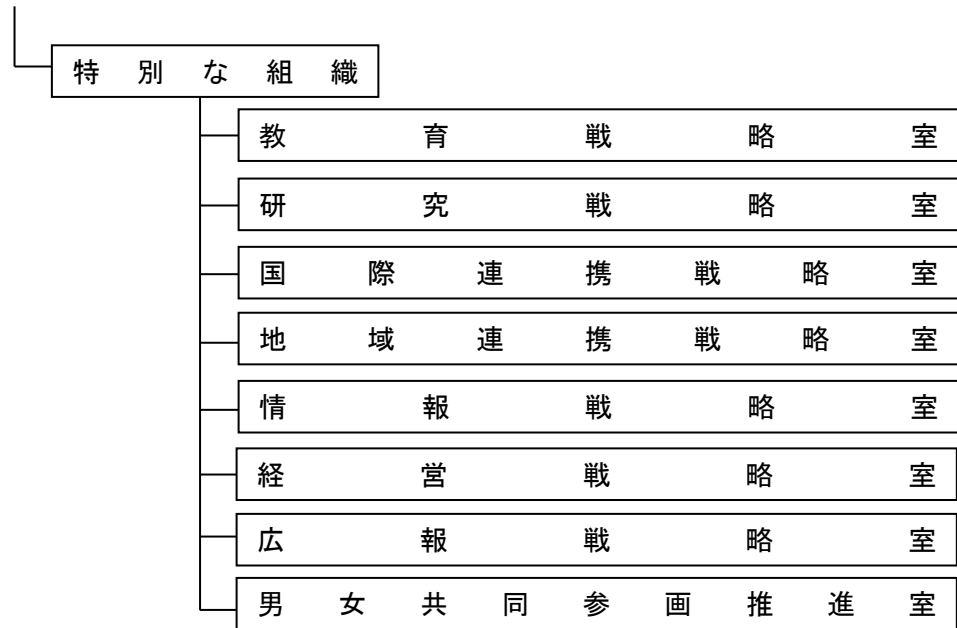 特別な組織
教育戦略室
研究戦略室
国際連携戦略室
地域連携戦略室
情報戦略室
経営戦略室
広報戦略室
男女共同参画推進室